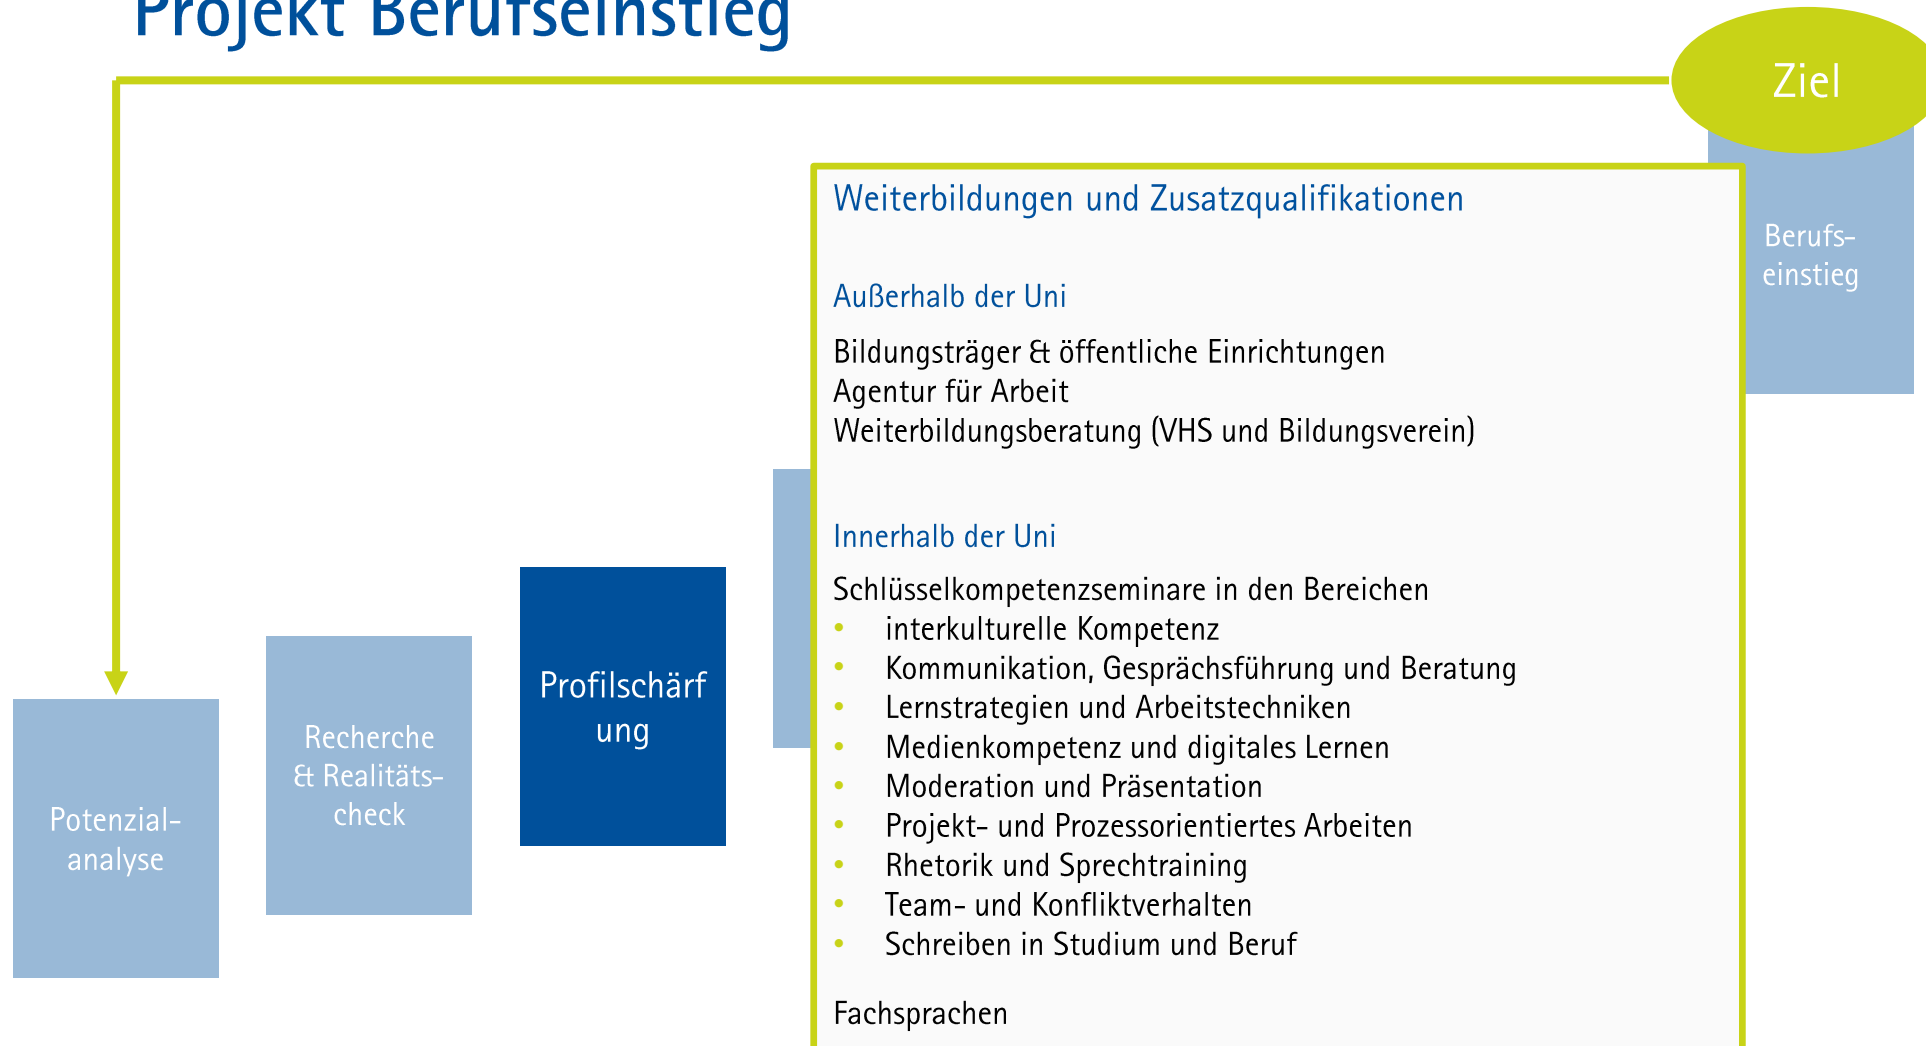 Projekt Berufseinstieg
Ziel
Weiterbildungen und Zusatzqualifikationen
Außerhalb der Uni
Bildungsträger & öffentliche Einrichtungen
Agentur für Arbeit
Weiterbildungsberatung (VHS und Bildungsverein)
Innerhalb der Uni
Schlüsselkompetenzseminare in den Bereichen
• interkulturelle Kompetenz
• Kommunikation, Gesprächsführung und Beratung
• Lernstrategien und Arbeitstechniken
• Medienkompetenz und digitales Lernen
• Moderation und Präsentation
• Projekt- und Prozessorientiertes Arbeiten
• Rhetorik und Sprechtraining
• Team- und Konfliktverhalten
• Schreiben in Studium und Beruf
Fachsprachen
Potenzial-
analyse
Recherche
& Realitäts-
check
Profilschärf
ung
Berufs-
einstieg